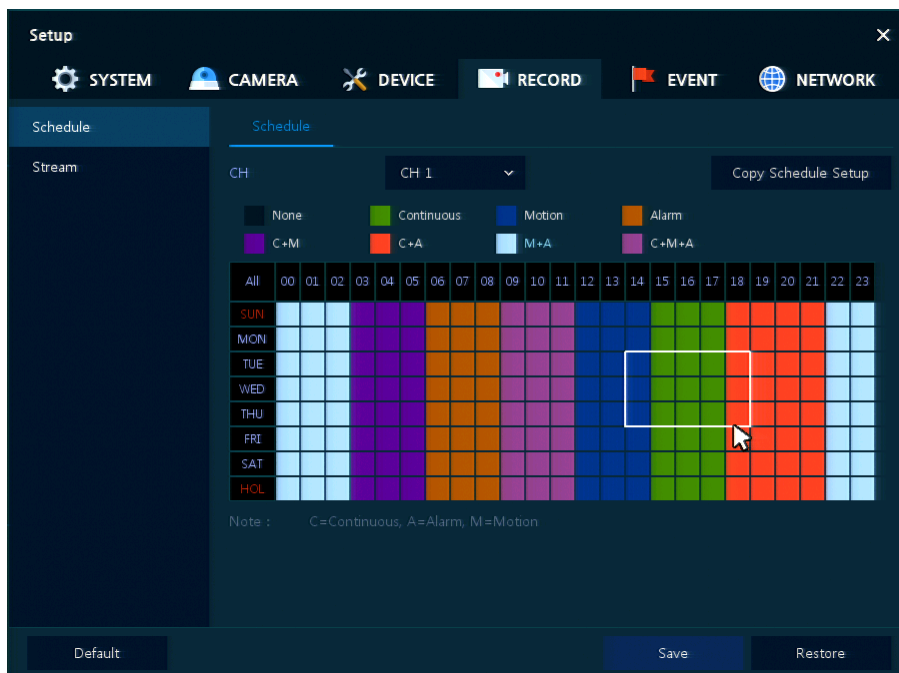 Setup
SYSTEM CAMERA DEVICE RECORD EVENT NETWORK
Schedule
Stream
Schedule
CH CH 1 Copy Schedule Setup
None Continuous Motion Alarm
C+M C+A M+A C+M+A
All 00 01 02 03 04 05 06 07 08 09 10 11 12 13 14 15 16 17 18 19 20 21 22 23
SUN
MON
TUE
WED
THU
FRI
SAT
HOL
Note : C=Continuous, A=Alarm, M=Motion
Default Save Restore